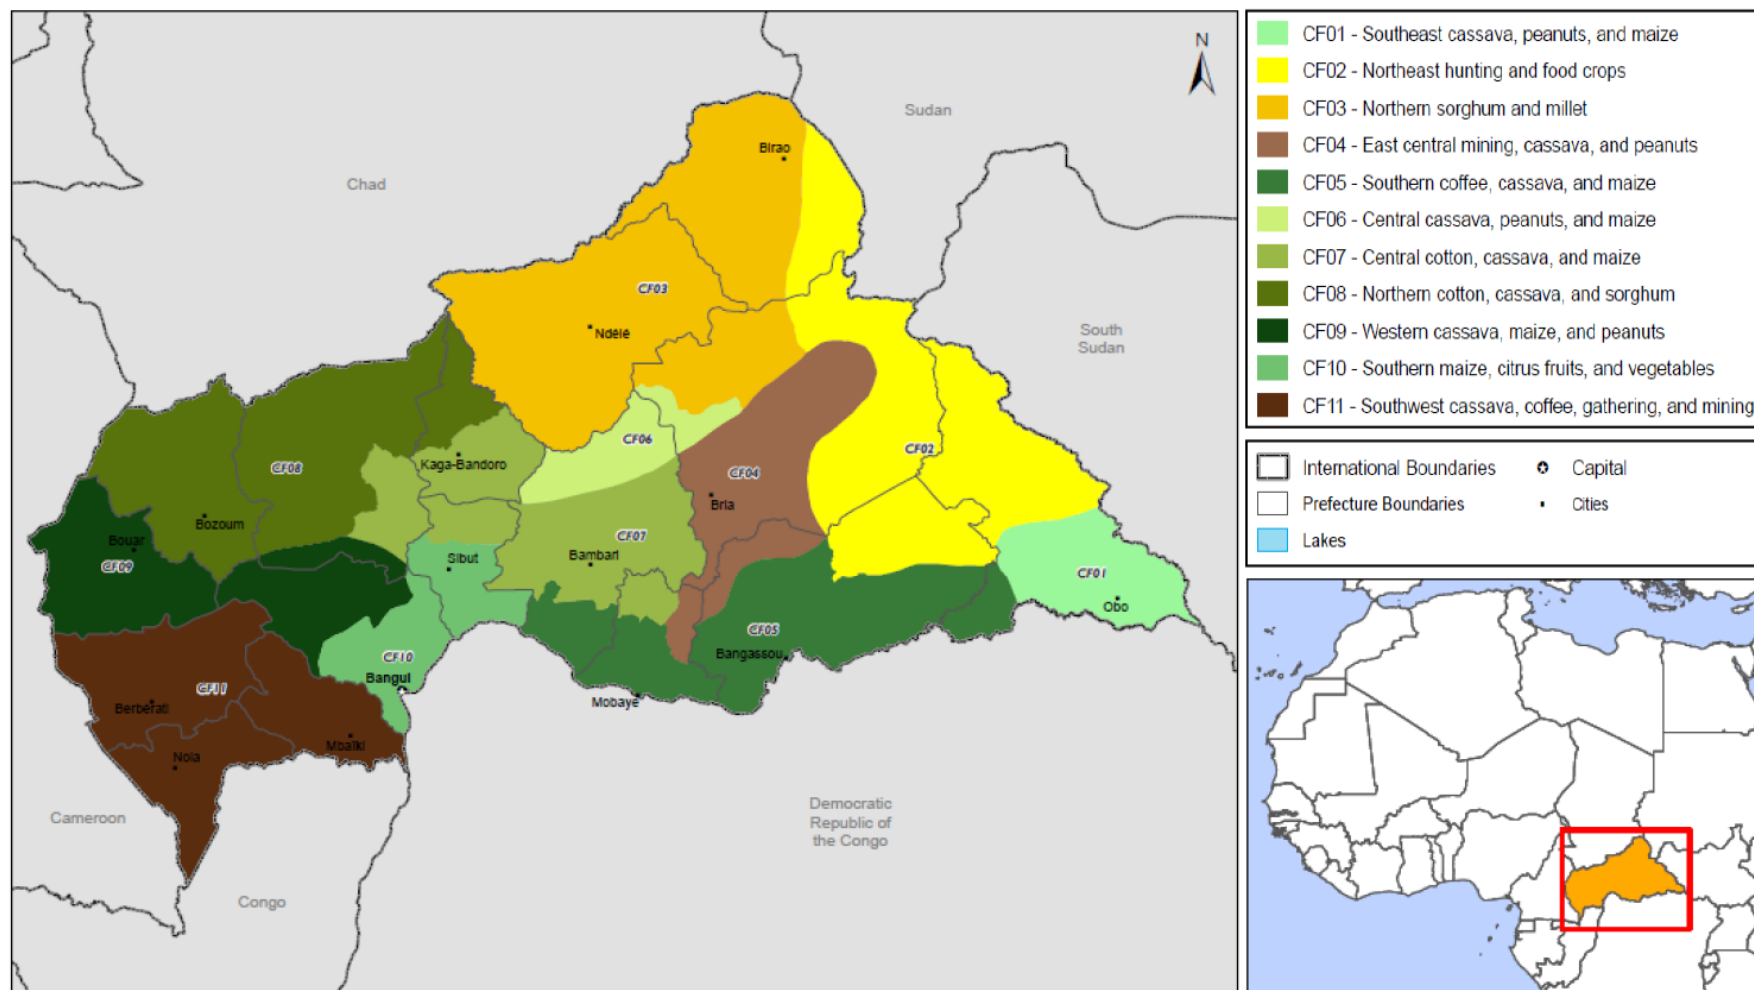 N
Sudan
Birao
Chad
CF03
Ndélé
South
Sudan
CF06
CF02
Kaga-Bandoro
CF08
CF04
Bria
Bozoum
Bouar
CF09
Sibut
CF07
Bambari
CF01
Obo
CF05
Bangassou
CF10
Bangui
CF11
Berbérati
Mobaye
Mbaïki
Nola
Cameroon
Democratic
Republic of
the Congo
Congo
CF01 - Southeast cassava, peanuts, and maize
CF02 - Northeast hunting and food crops
CF03 - Northern sorghum and millet
CF04 - East central mining, cassava, and peanuts
CF05 - Southern coffee, cassava, and maize
CF06 - Central cassava, peanuts, and maize
CF07 - Central cotton, cassava, and maize
CF08 - Northern cotton, cassava, and sorghum
CF09 - Western cassava, maize, and peanuts
CF10 - Southern maize, citrus fruits, and vegetables
CF11 - Southwest cassava, coffee, gathering, and mining
International Boundaries
Capital
Prefecture Boundaries
Cities
Lakes